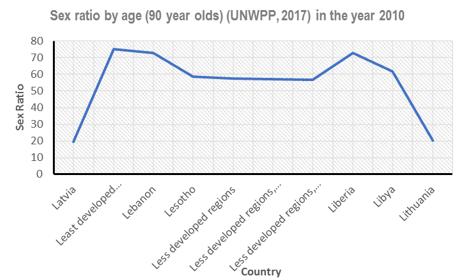 Sex ratio by age (90 year olds) (UNWPP, 2017) in the year 2010
80
70
60
50
40
30
20
10
0
Sex Ratio
Latvia
Least developed...
Lebanon
Lesotho
Less developed regions
Less developed regions,...
Less developed regions,...
Liberia
Libya
Lithuania
Country